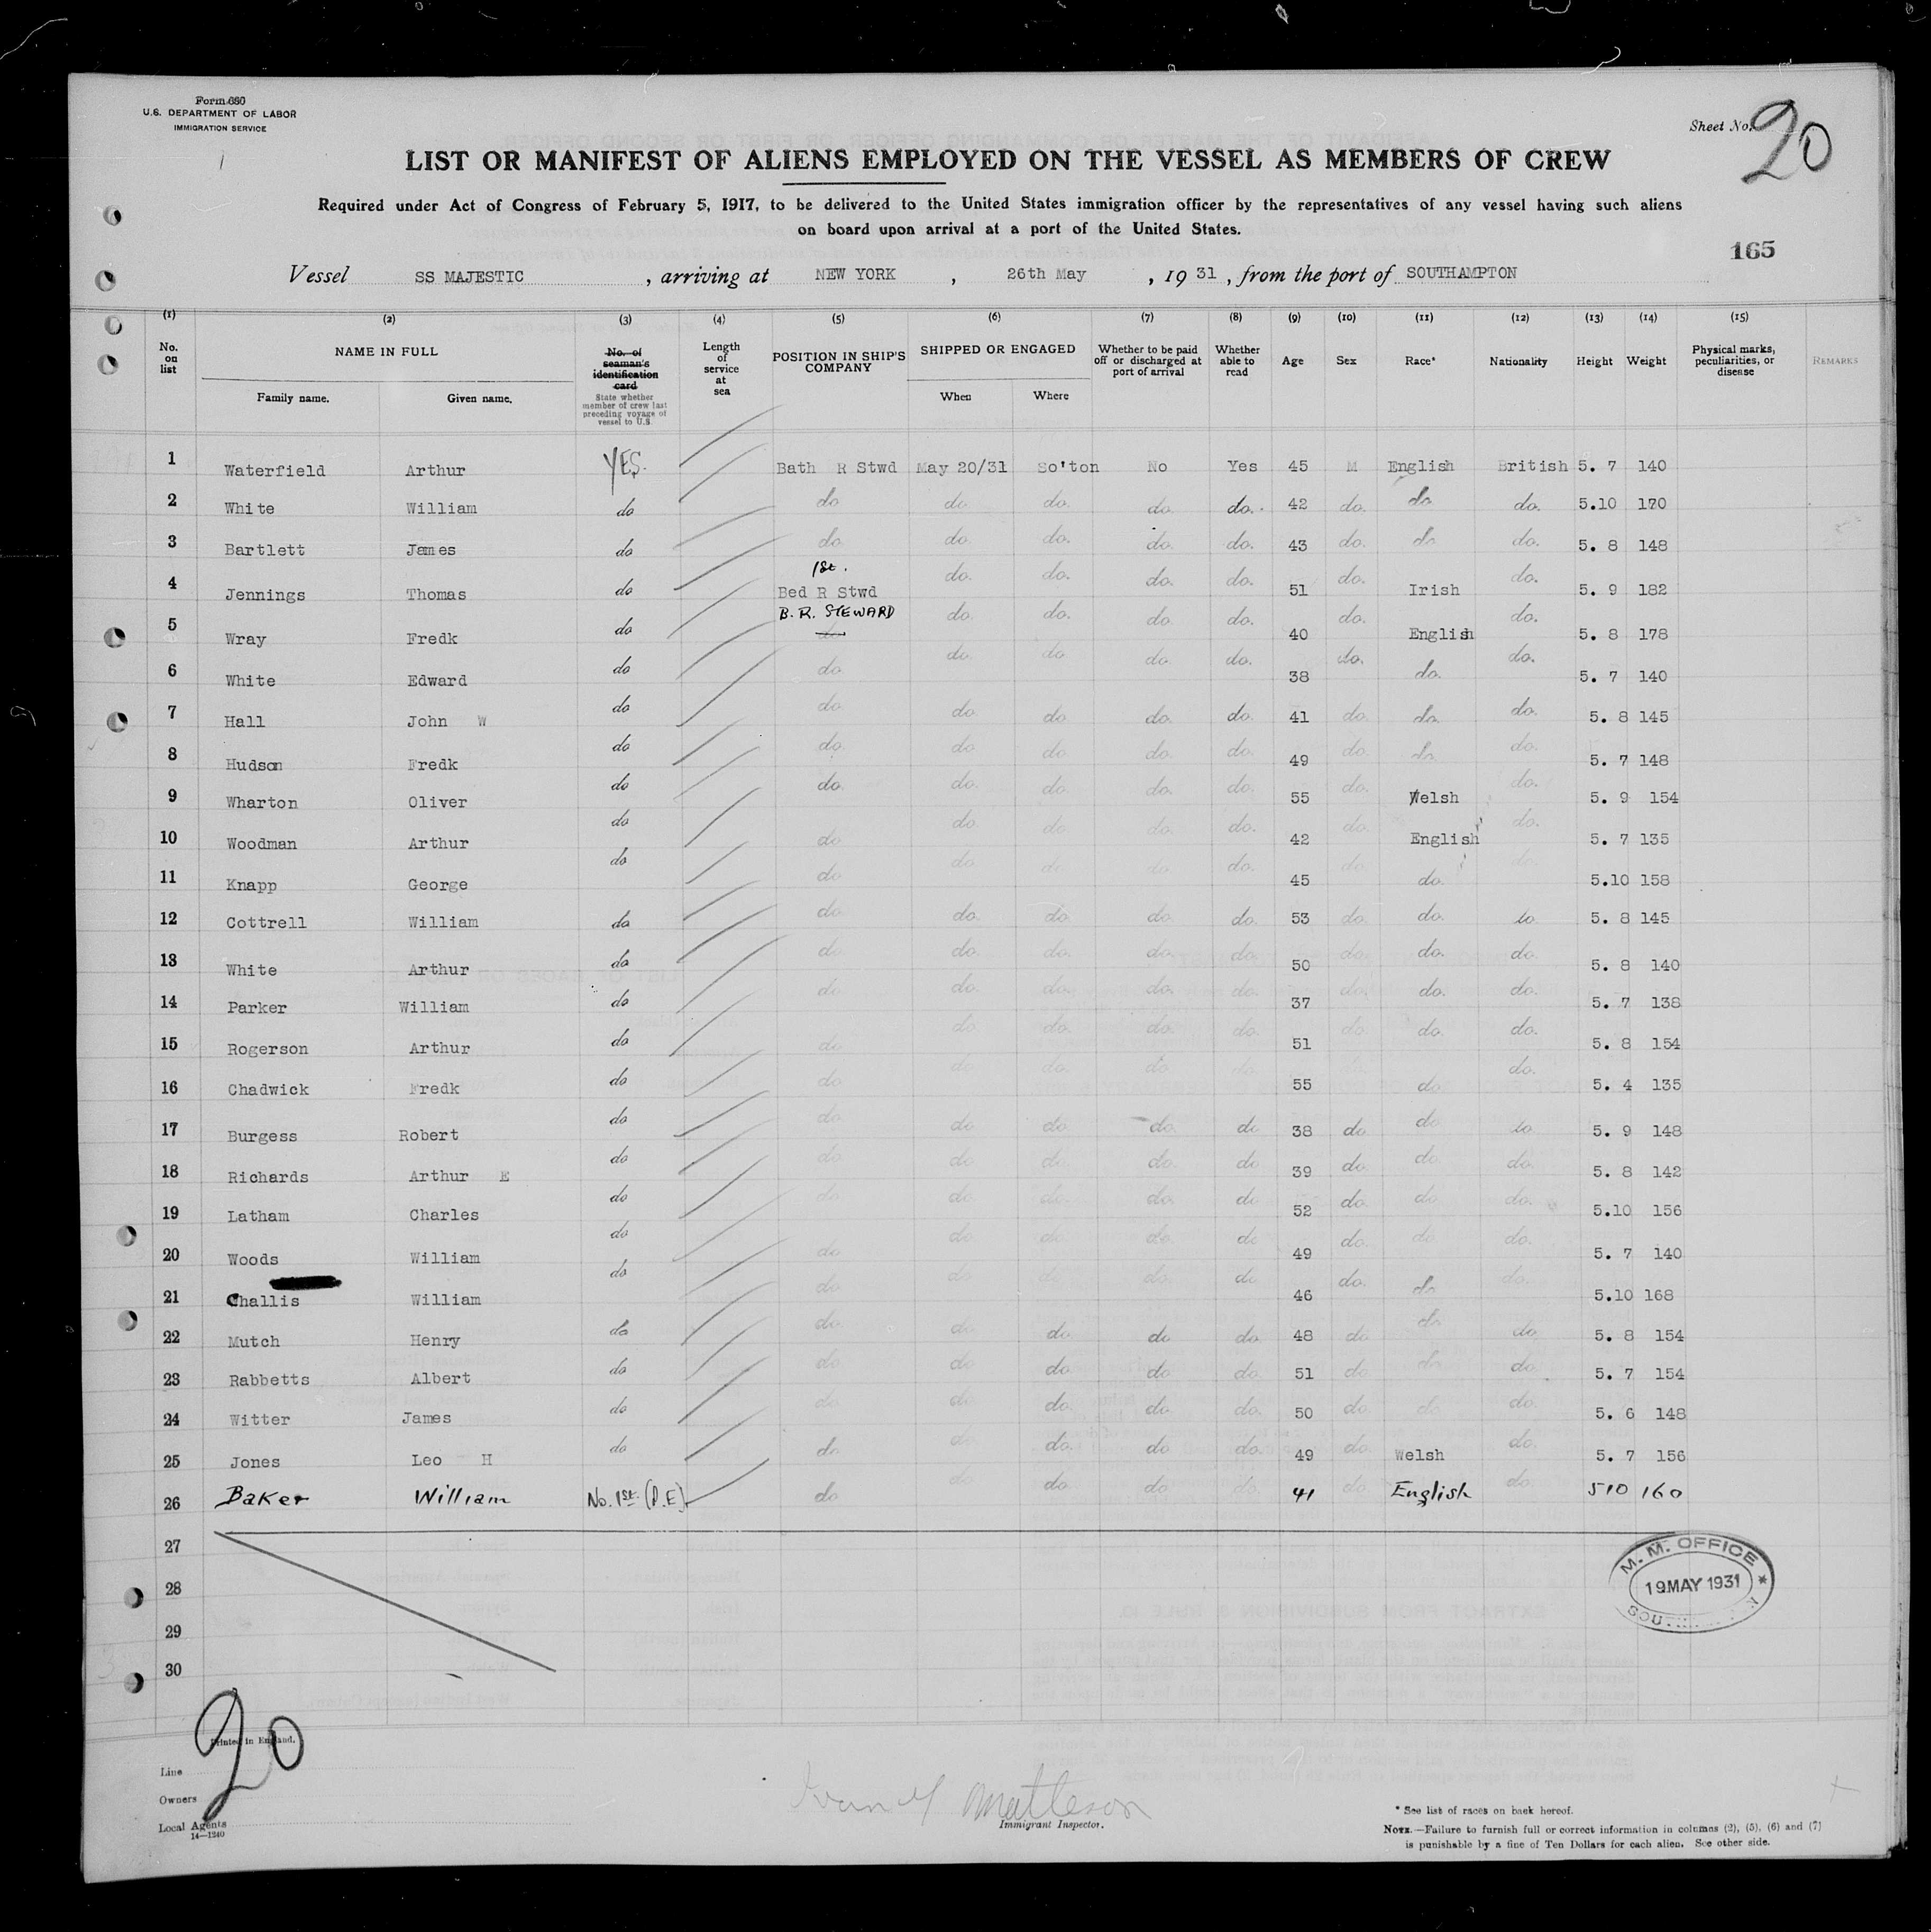 Form 680
U.S. DEPARTMENT OF LABOR
IMMIGRATION SERVICE
Sheet No. 20
LIST OR MANIFEST OF ALIENS EMPLOYED ON THE VESSEL AS MEMBERS OF CREW
Required under Act of Congress of February 5, 1917, to be delivered to the United States immigration officer by the representatives of any vessel having such aliens
on board upon arrival at a port of the United States.
165
Vessel SS MAJESTIC , arriving at NEW YORK , 26th May , 19 31 , from the port of SOUTHAMPTON
(1) (2) (3) (4) (5) (6) (7) (8) (9) (10) (11) (12) (13) (14) (15)
No. on list NAME IN FULL Family name. Given name. No. of seaman's identification card State whether member of crew last preceding voyage of vessel to U.S. Length of service at sea POSITION IN SHIP'S COMPANY SHIPPED OR ENGAGED When Where Whether to be paid off or discharged at port of arrival Whether able to read Age Sex Race* Nationality Height Weight Physical marks, peculiarities, or disease REMARKS
1 Waterfield Arthur YES. Bath R Stwd May 20/31 So'ton No Yes 45 M English British 5. 7 140
2 White William do do do do. do do. 42 do. do do. 5.10 170
3 Bartlett James do do. do. do. do. do. 43 do. do do. 5. 8 148
4 Jennings Thomas do 1st. Bed R Stwd do. do. do. do. 51 do. Irish do. 5. 9 182
5 Wray Fredk do B. R. STEWARD do do. do. do. do. 40 do. English do. 5. 8 178
6 White Edward do do. do. do do. do. 38 do. do. do. 5. 7 140
7 Hall John W do do. do. do do. do. 41 do. do. do. 5. 8 145
8 Hudson Fredk do do. do do do. do. 49 do. do. do. 5. 7 148
9 Wharton Oliver do do. do. do. do. do. 55 do. Welsh do. 5. 9 154
10 Woodman Arthur do do do. do do. do. 42 do. English do. 5. 7 135
11 Knapp George do do do. do do do. 45 do do. do. 5.10 158
12 Cottrell William do do do. do. do. do. 53 do. do. do. 5. 8 145
13 White Arthur do do do. do. do. do. 50 do. do. do. 5. 8 140
14 Parker William do do do. do. do. do. 37 do. do. do. 5. 7 138
15 Rogerson Arthur do do do. do. do. do. 51 do. do. do. 5. 8 154
16 Chadwick Fredk do do do. do. do do. 55 do. do. do. 5. 4 135
17 Burgess Robert do do do do. do. do 38 do do do. 5. 9 148
18 Richards Arthur E do do do. do. do. do 39 do do. do. 5. 8 142
19 Latham Charles do do do. do. do. do 52 do. do do. 5.10 156
20 Woods William do do do. do. do. do 49 do. do. do. 5. 7 140
21 Challis William do do. do do. do 46 do. do do. 5.10 168
22 Mutch Henry do do. do. do. do do. 48 do do do. 5. 8 154
23 Rabbetts Albert do do. do do. do do. 51 do do do. 5. 7 154
24 Witter James do do. do. do. do. do. 50 do. do. do. 5. 6 148
25 Jones Leo H do do. do. do. do do. 49 do. Welsh do. 5. 7 156
26 Baker William No. 1st. (P.E) do do do do do. 41 do. English do. 5 10 160
27
28
29
30
M. M. OFFICE
19 MAY 1931
SOU
20
Printed in England.
Line
Owners
Local Agents
14—1240
Matteson
Immigrant Inspector.
* See list of races on back hereof.
NOTE.—Failure to furnish full or correct information in columns (2), (5), (6) and (7)
is punishable by a fine of Ten Dollars for each alien. See other side.